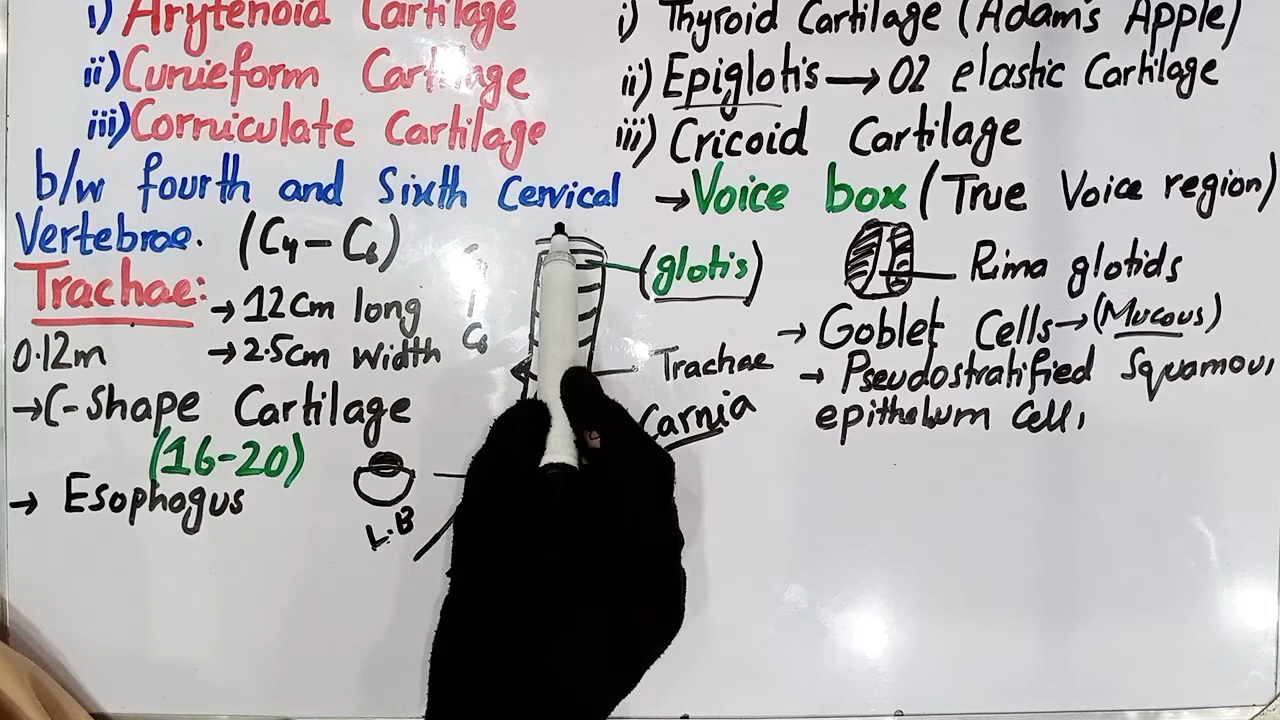 i) Arytenoid Cartilage
ii) Cunieform Cartilage
iii) Corniculate Cartilage
b/w fourth and Sixth Cervical
Vertebrae. (C4-C6)
i) Thyroid Cartilage (Adam's Apple)
ii) Epiglotis → 02 elastic Cartilage
iii) Cricoid Cartilage
→ Voice box (True Voice region)
(glotis)
Rima glotids
Trachae: → 12Cm long
0.12m → 2.5Cm width
→ C-Shape Cartilage
(16-20)
→ Esophogus
L.B
C6
Trachae
Carnia
→ Goblet Cells → (Mucous)
→ Pseudostratified Squamous
epithelum Cells